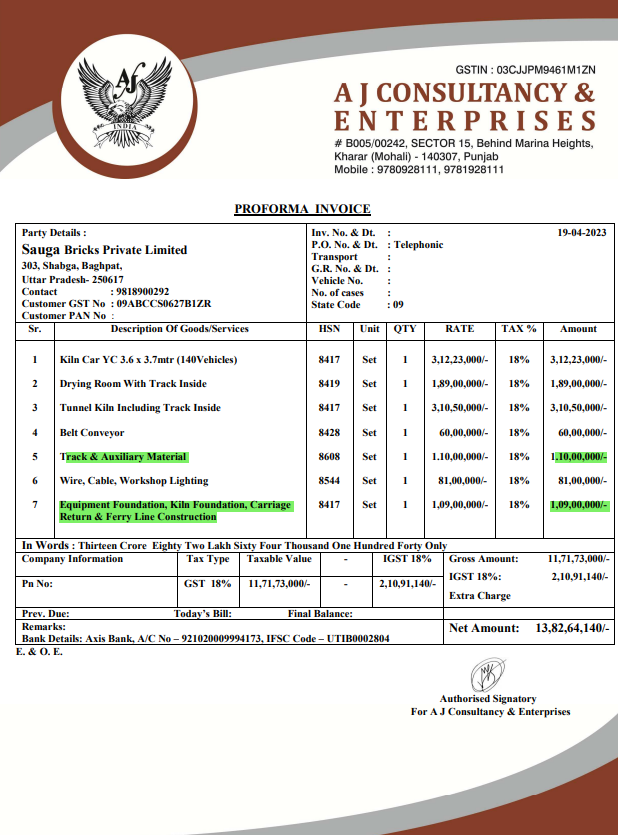 GSTIN : 03CJJPM9461M1ZN
AJ
INDIA
A J CONSULTANCY &
ENTERPRISES
# B005/00242, SECTOR 15, Behind Marina Heights,
Kharar (Mohali) - 140307, Punjab
Mobile : 9780928111, 9781928111
PROFORMA INVOICE
Party Details :
Sauga Bricks Private Limited
303, Shabga, Baghpat,
Uttar Pradesh- 250617
Contact : 9818900292
Customer GST No : 09ABCCS0627B1ZR
Customer PAN No :
Inv. No. & Dt. : 19-04-2023
P.O. No. & Dt. : Telephonic
Transport :
G.R. No. & Dt. :
Vehicle No. :
No. of cases :
State Code : 09
Sr. Description Of Goods/Services HSN Unit QTY RATE TAX % Amount
1 Kiln Car YC 3.6 x 3.7mtr (140Vehicles) 8417 Set 1 3,12,23,000/- 18% 3,12,23,000/-
2 Drying Room With Track Inside 8419 Set 1 1,89,00,000/- 18% 1,89,00,000/-
3 Tunnel Kiln Including Track Inside 8417 Set 1 3,10,50,000/- 18% 3,10,50,000/-
4 Belt Conveyor 8428 Set 1 60,00,000/- 18% 60,00,000/-
5 Track & Auxiliary Material 8608 Set 1 1.10,00,000/- 18% 1.10,00,000/-
6 Wire, Cable, Workshop Lighting 8544 Set 1 81,00,000/- 18% 81,00,000/-
7 Equipment Foundation, Kiln Foundation, Carriage 8417 Set 1 1,09,00,000/- 18% 1,09,00,000/-
Return & Ferry Line Construction
In Words : Thirteen Crore Eighty Two Lakh Sixty Four Thousand One Hundred Forty Only
Company Information Tax Type Taxable Value - IGST 18%
Pn No: GST 18% 11,71,73,000/- - 2,10,91,140/-
Gross Amount: 11,71,73,000/-
IGST 18%: 2,10,91,140/-
Extra Charge
Prev. Due: Today's Bill: Final Balance:
Remarks:
Bank Details: Axis Bank, A/C No – 921020009994173, IFSC Code – UTIB0002804
Net Amount: 13,82,64,140/-
E. & O. E.
Authorised Signatory
For A J Consultancy & Enterprises